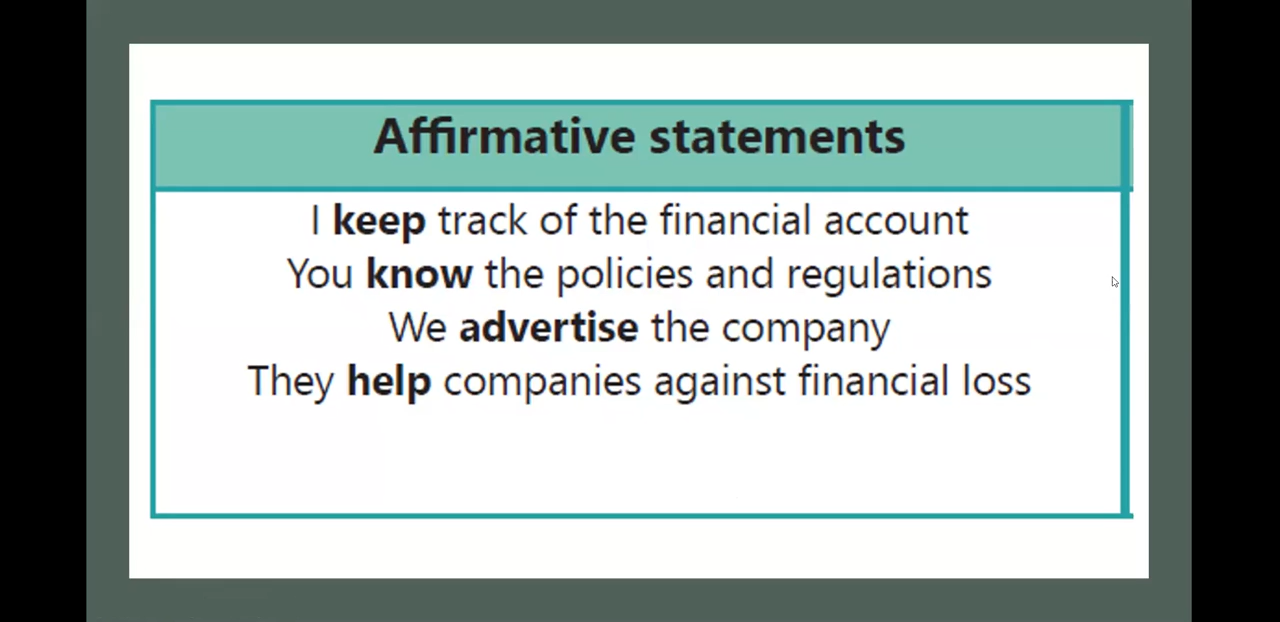 Affirmative statements
I keep track of the financial account
You know the policies and regulations
We advertise the company
They help companies against financial loss